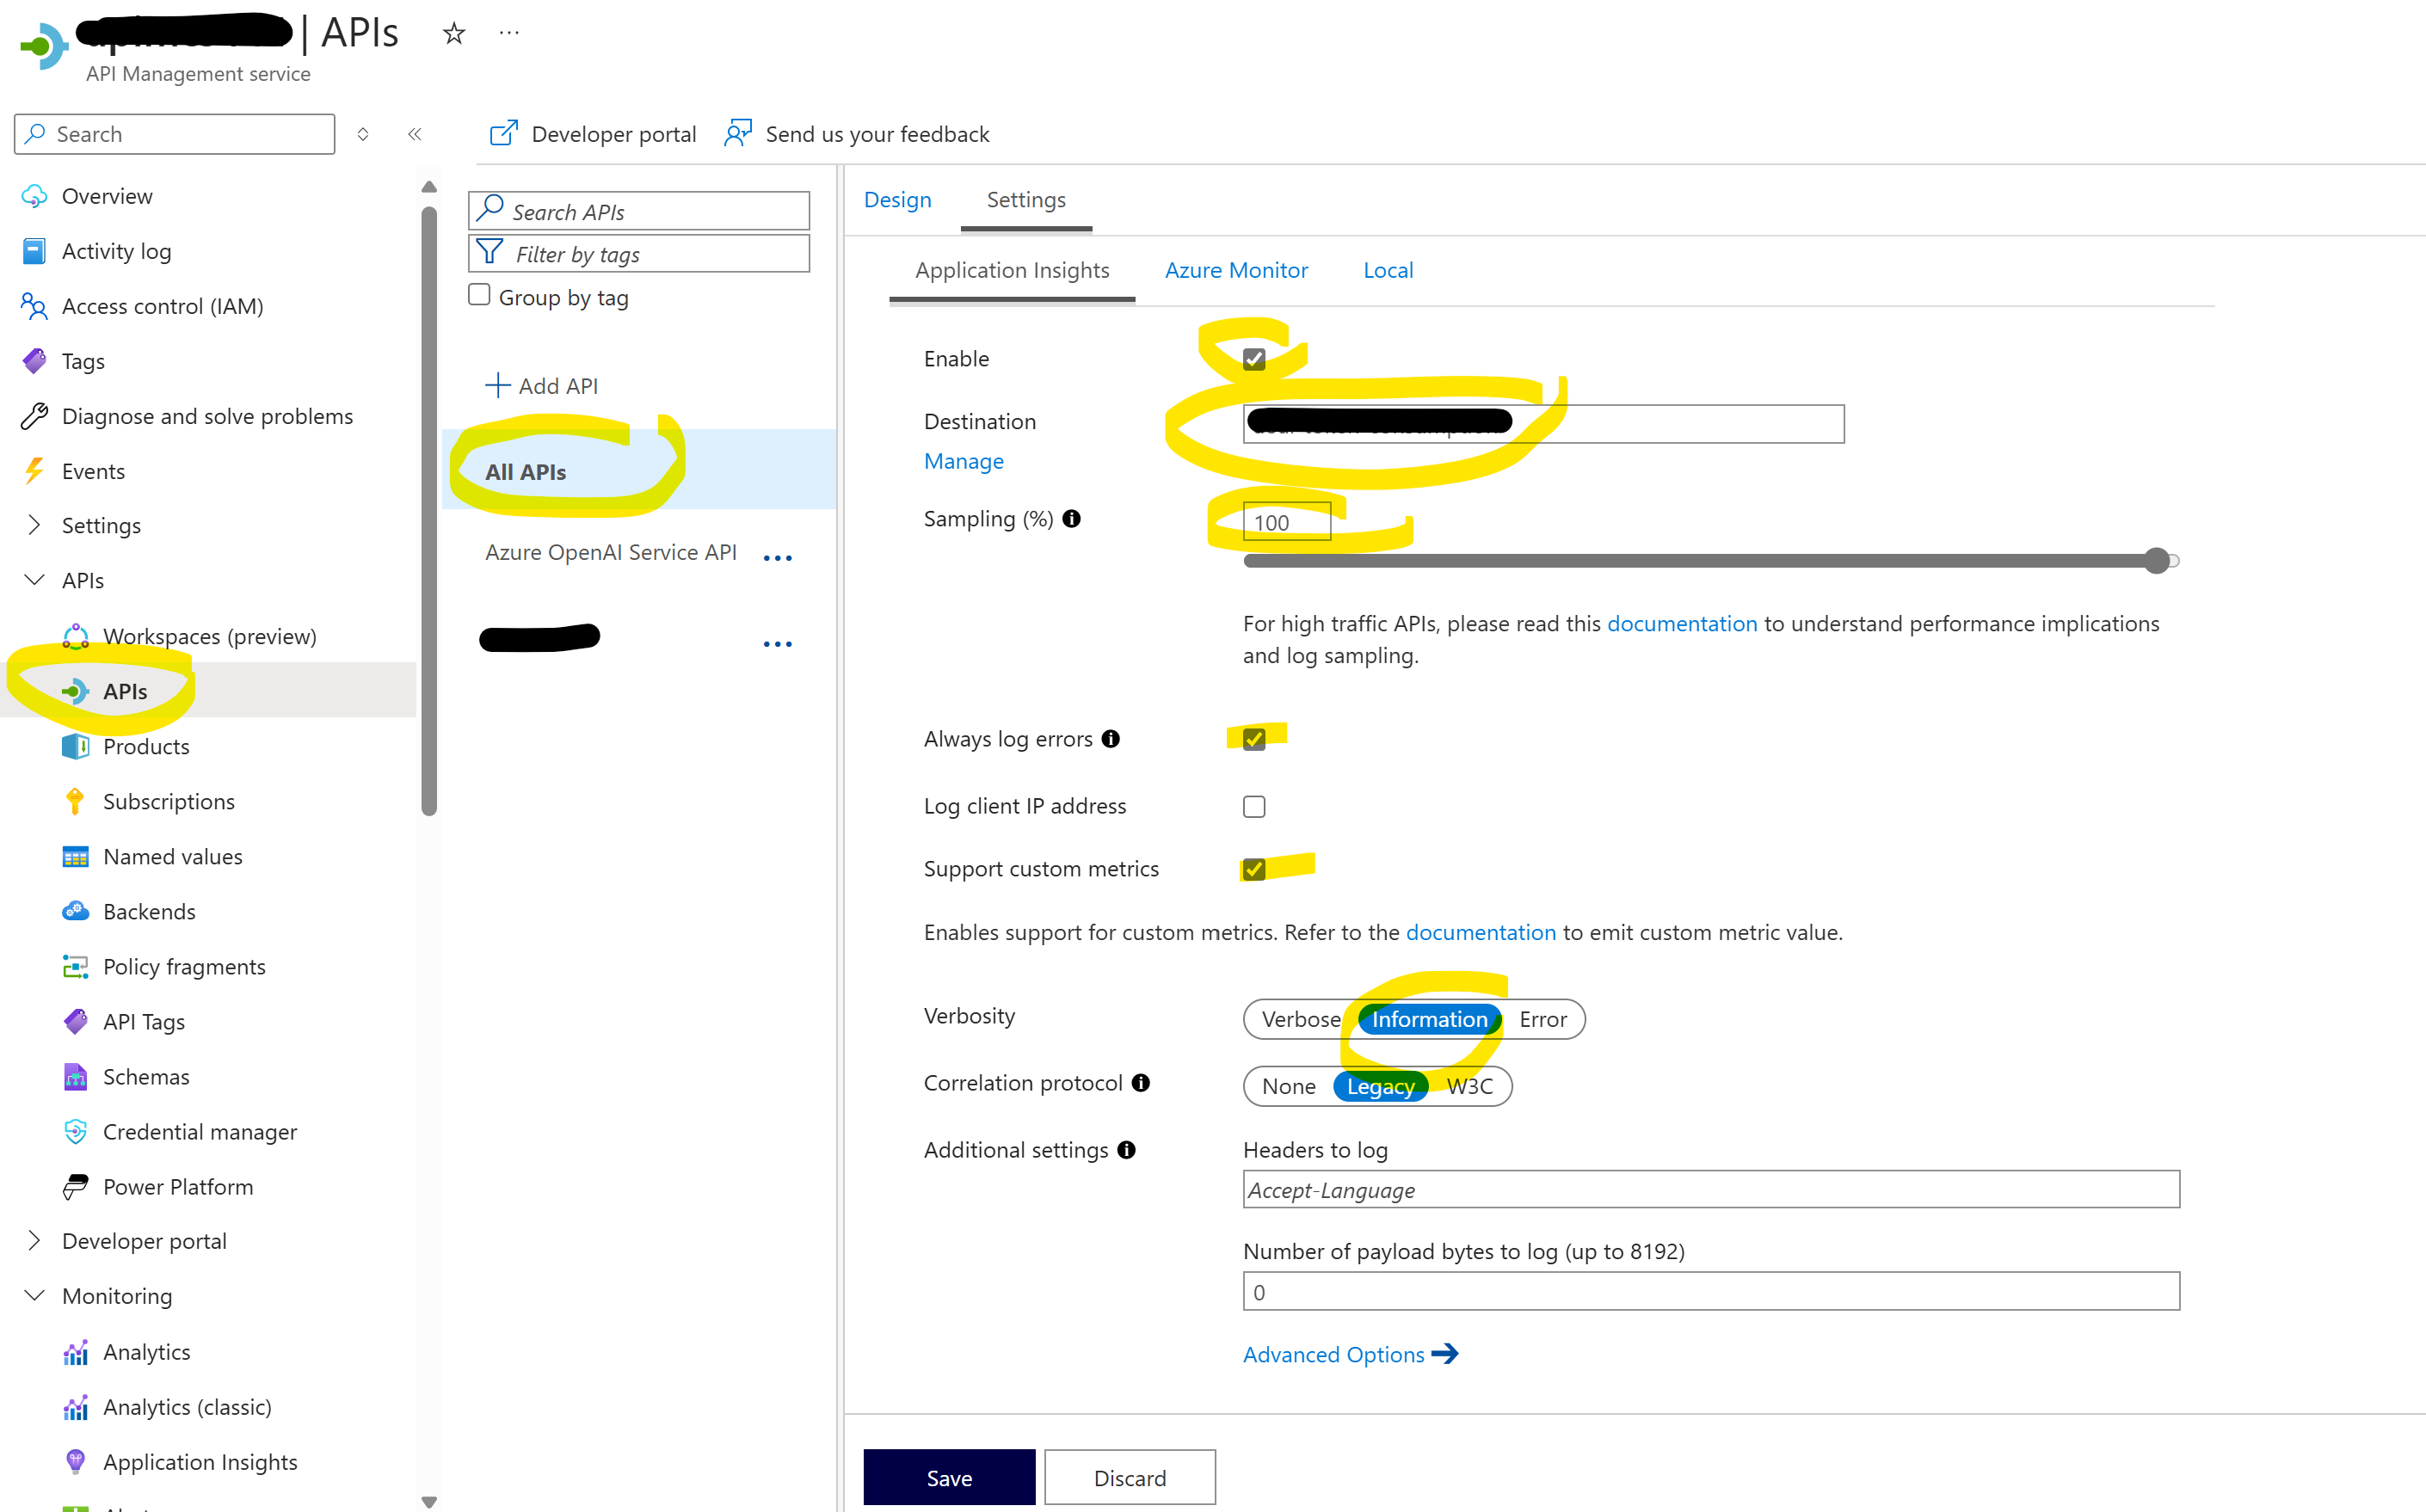 | APIs
API Management service
Search
Developer portal
Send us your feedback
Overview
Activity log
Access control (IAM)
Tags
Diagnose and solve problems
Events
Settings
APIs
Workspaces (preview)
APIs
Products
Subscriptions
Named values
Backends
Policy fragments
API Tags
Schemas
Credential manager
Power Platform
Developer portal
Monitoring
Analytics
Analytics (classic)
Application Insights
Search APIs
Filter by tags
Group by tag
Add API
All APIs
Azure OpenAI Service API
Design
Settings
Application Insights
Azure Monitor
Local
Enable
Destination
Manage
Sampling (%)
100
For high traffic APIs, please read this documentation to understand performance implications
and log sampling.
Always log errors
Log client IP address
Support custom metrics
Enables support for custom metrics. Refer to the documentation to emit custom metric value.
Verbosity
Verbose Information Error
Correlation protocol
None Legacy W3C
Additional settings
Headers to log
Accept-Language
Number of payload bytes to log (up to 8192)
0
Advanced Options
Save
Discard